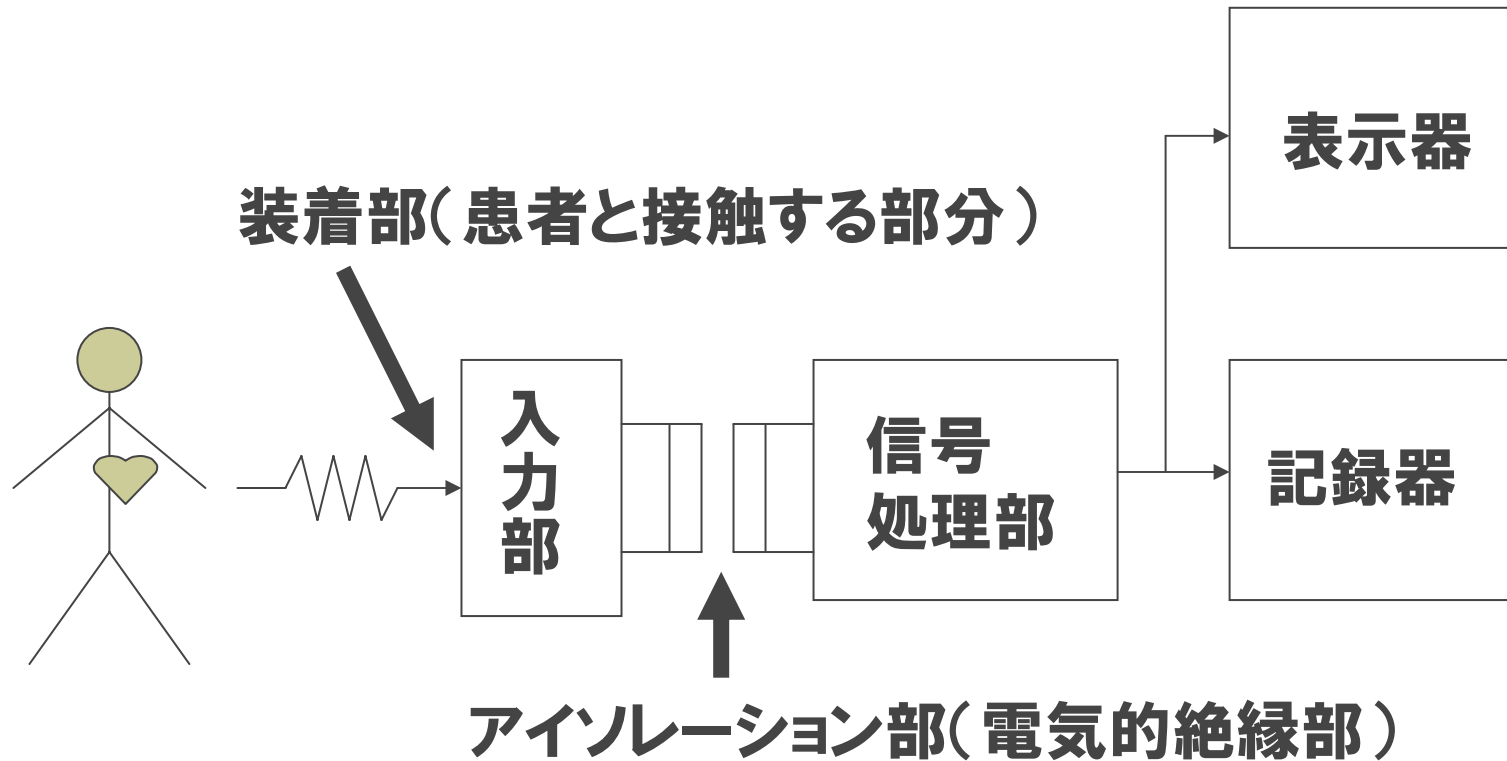 表示器
装着部(患者と接触する部分)
入力部
信号
処理部
記録器
アイソレーション部(電気的絶縁部)